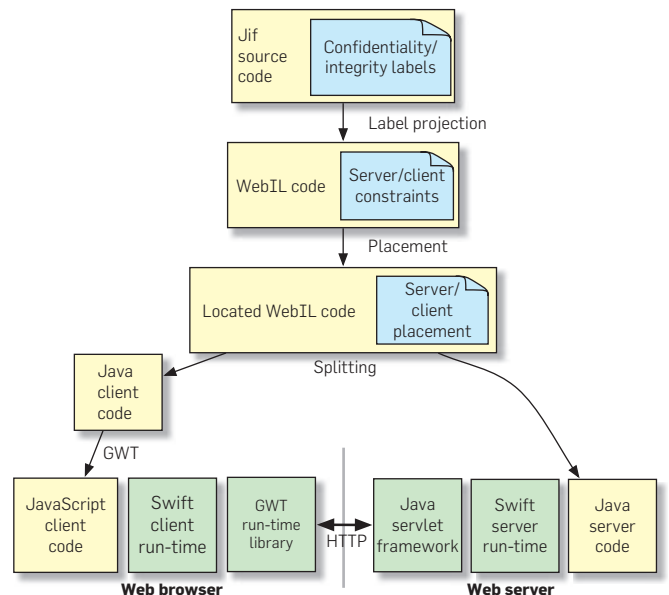 Jif
source
code
Confidentiality/
integrity labels
Label projection
WebIL code
Server/client
constraints
Placement
Located WebIL code
Server/
client
placement
Splitting
Java
client
code
GWT
JavaScript
client
code
Swift
client
run-time
GWT
run-time
library
HTTP
Java
servlet
framework
Swift
server
run-time
Java
server
code
Web browser
Web server